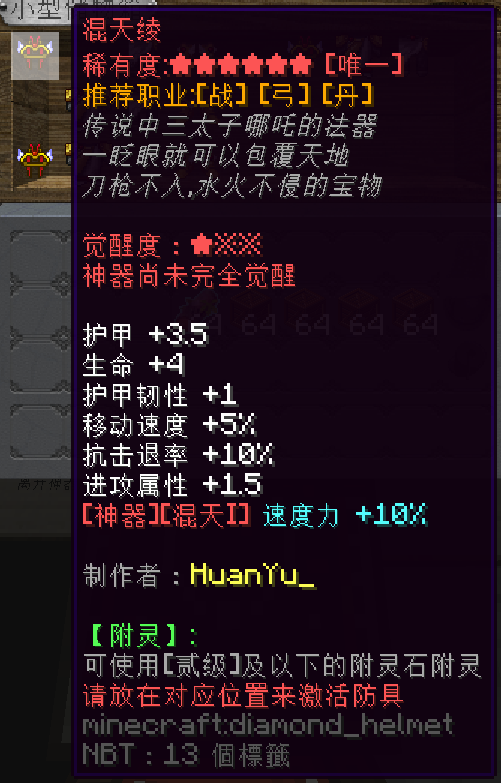 混天绫
稀有度:★★★★★★ [唯一]
推荐职业:[战] [弓] [丹]
传说中三太子哪吒的法器
一眨眼就可以包覆天地
刀枪不入,水火不侵的宝物
觉醒度：★※※
神器尚未完全觉醒
护甲 +3.5
生命 +4
护甲韧性 +1
移动速度 +5%
抗击退率 +10%
进攻属性 +1.5
[神器][混天I] 速度力 +10%
制作者：HuanYu_
【附灵】:
可使用[贰级]及以下的附灵石附灵
请放在对应位置来激活防具
minecraft:diamond_helmet
NBT：13 個標籤
64 64 64 64